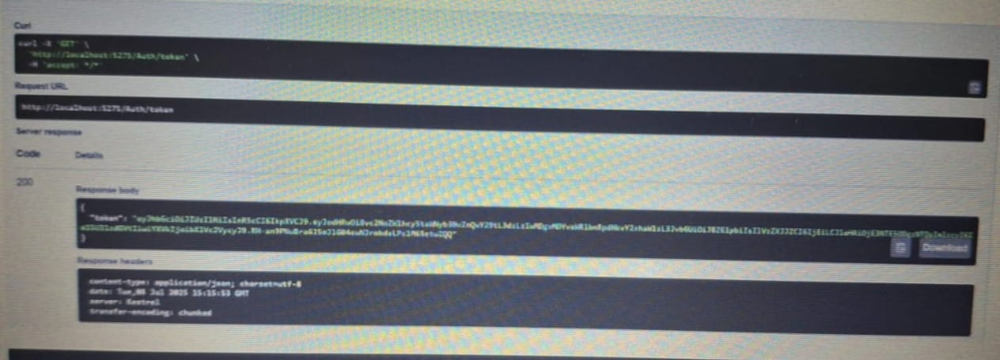 Curl
curl -X 'GET' \
'http://localhost:5275/Auth/token' \
-H 'accept: */*'
Request URL
http://localhost:5275/Auth/token
Server response
Code Details
200
Response body
{
"token":
}
Download
Response headers
content-type: application/json; charset=utf-8
date: Tue,08 Jul 2025 15:15:53 GMT
server: Kestrel
transfer-encoding: chunked